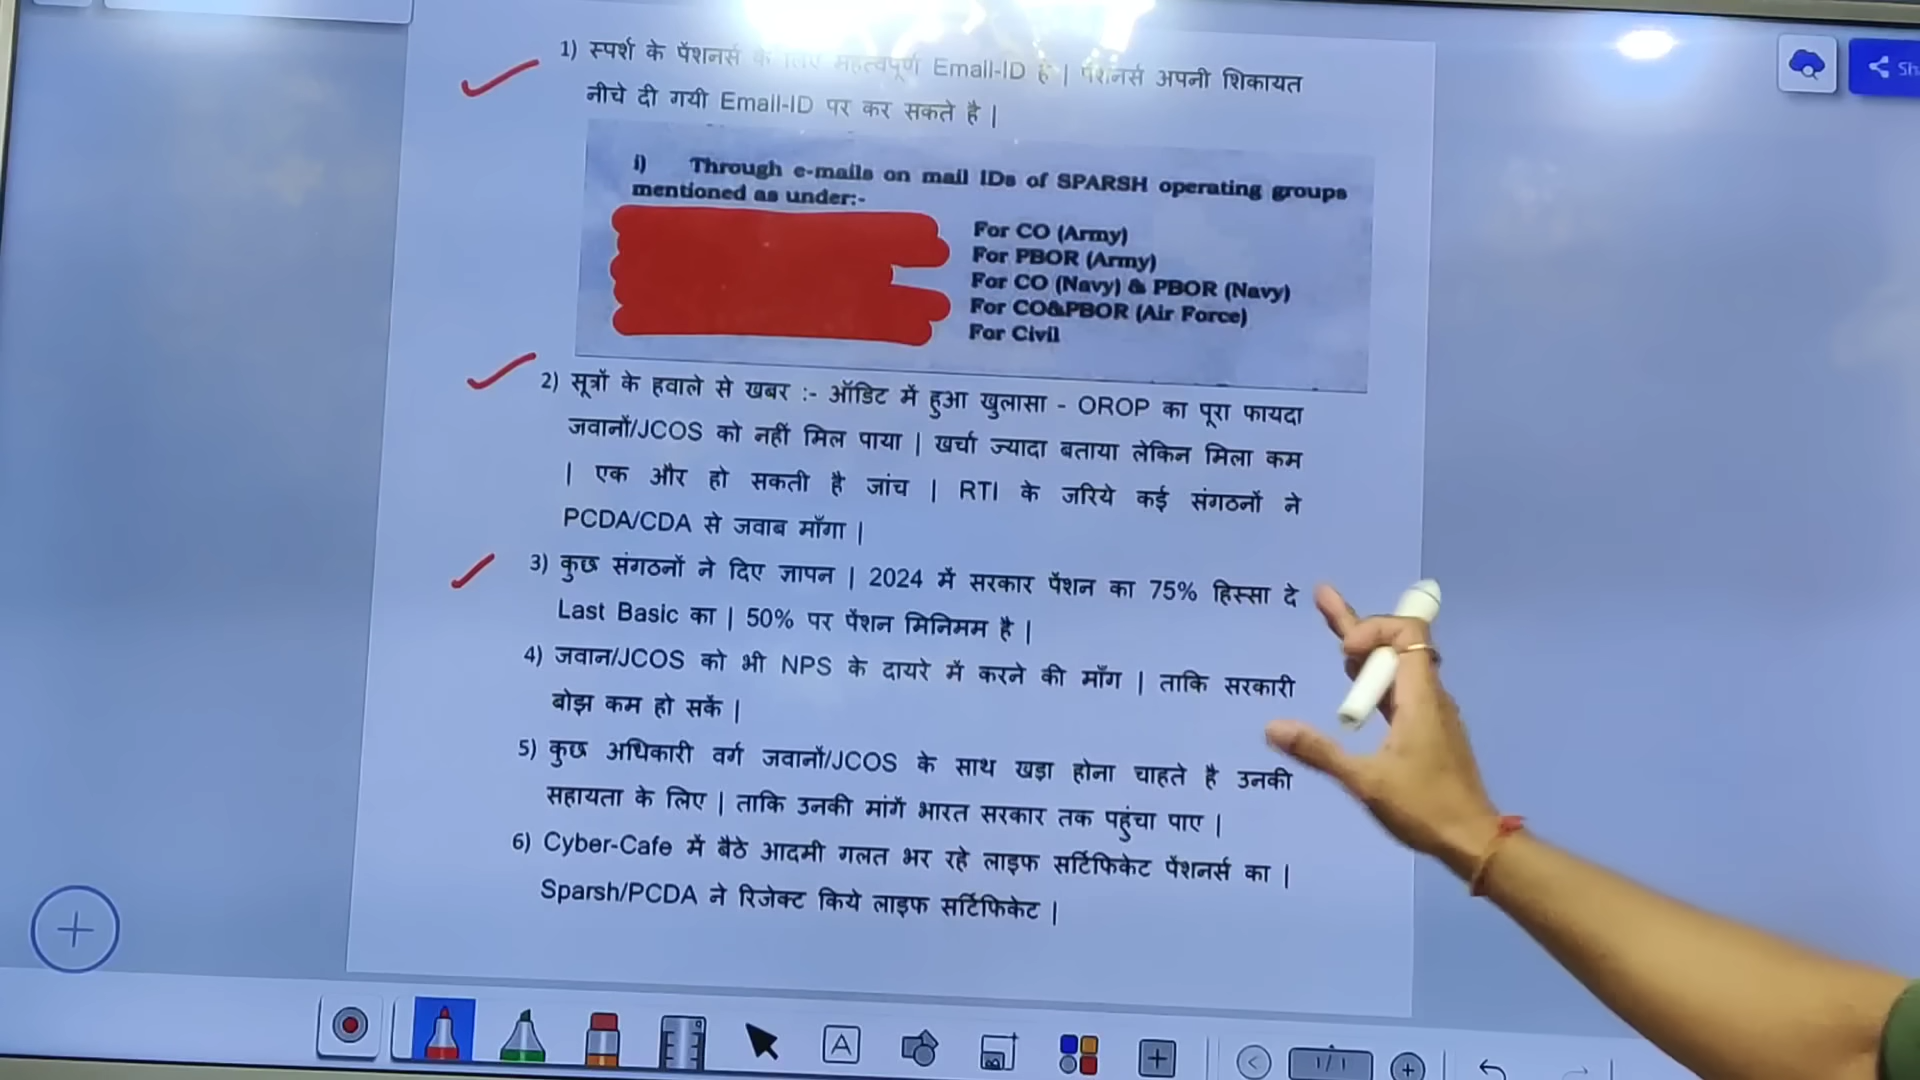 1) स्पर्श के पेंशनर्स के लिए महत्वपूर्ण Email-ID है | पेंशनर्स अपनी शिकायत
नीचे दी गयी Email-ID पर कर सकते है |
i) Through e-mails on mail IDs of SPARSH operating groups
mentioned as under:-
For CO (Army)
For PBOR (Army)
For CO (Navy) & PBOR (Navy)
For CO&PBOR (Air Force)
For Civil
2) सूत्रों के हवाले से खबर :- ऑडिट में हुआ खुलासा - OROP का पूरा फायदा
जवानों/JCOS को नहीं मिल पाया | खर्चा ज्यादा बताया लेकिन मिला कम
| एक और हो सकती है जांच | RTI के जरिये कई संगठनों ने
PCDA/CDA से जवाब माँगा |
3) कुछ संगठनों ने दिए ज्ञापन | 2024 में सरकार पेंशन का 75% हिस्सा दे
Last Basic का | 50% पर पेंशन मिनिमम है |
4) जवान/JCOS को भी NPS के दायरे में करने की माँग | ताकि सरकारी
बोझ कम हो सकें |
5) कुछ अधिकारी वर्ग जवानों/JCOS के साथ खड़ा होना चाहते है उनकी
सहायता के लिए | ताकि उनकी मांगें भारत सरकार तक पहुंचा पाए |
6) Cyber-Cafe में बैठे आदमी गलत भर रहे लाइफ सर्टिफिकेट पेंशनर्स का |
Sparsh/PCDA ने रिजेक्ट किये लाइफ सर्टिफिकेट |
A
1/1